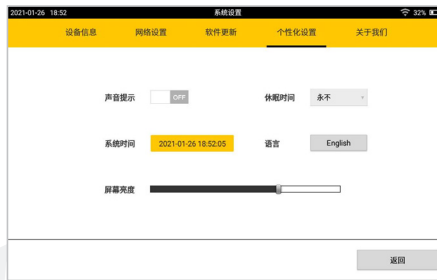 2021-01-26 18:52 系统设置 32%
设备信息 网络设置 软件更新 个性化设置 关于我们
声音提示 OFF 休眠时间 永不
系统时间 2021-01-26 18:52:05 语言 English
屏幕亮度
返回